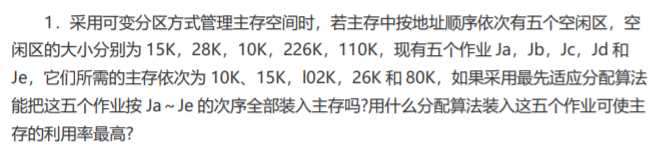 1．采用可变分区方式管理主存空间时，若主存中按地址顺序依次有五个空闲区，空
闲区的大小分别为 15K，28K，10K，226K，110K，现有五个作业 Ja，Jb，Jc，Jd 和
Je，它们所需的主存依次为 10K、15K，l02K，26K 和 80K，如果采用最先适应分配算法
能把这五个作业按 Ja～Je 的次序全部装入主存吗?用什么分配算法装入这五个作业可使主
存的利用率最高?